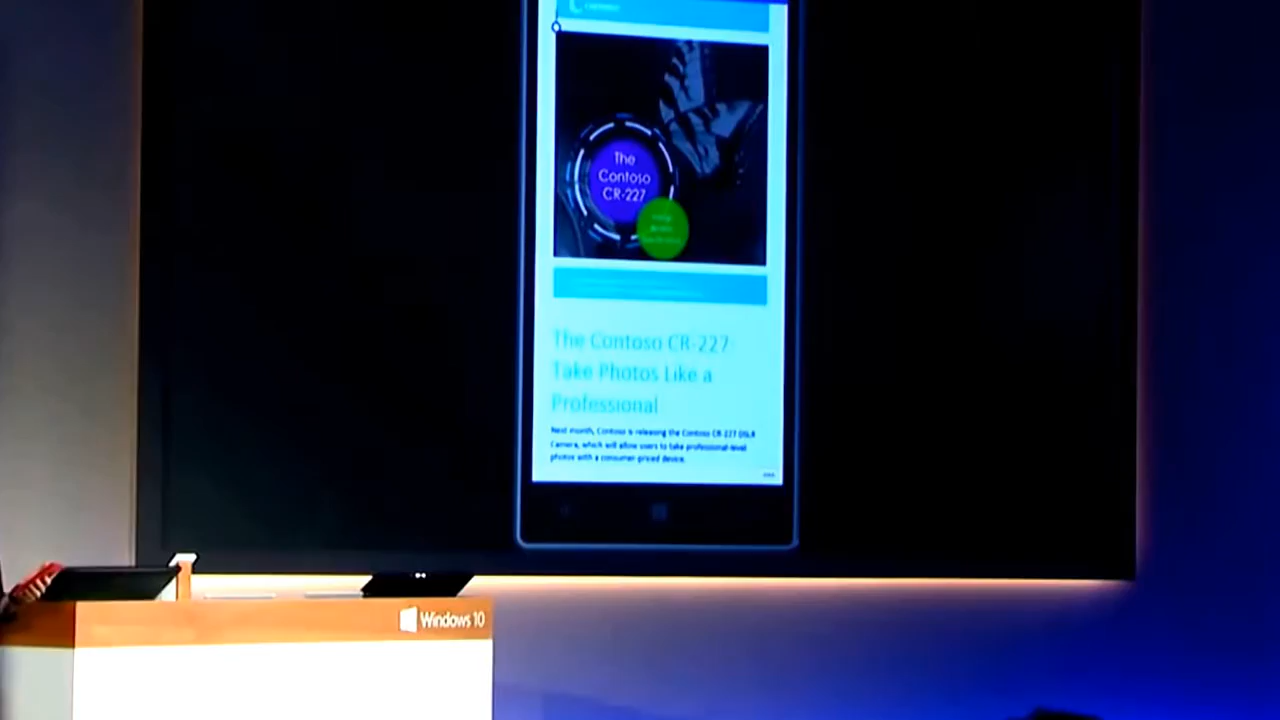 The
Contoso
CR-227
The Contoso CR-227
Take Photos Like a
Professional
Next month, Contoso is releasing the Contoso CR-227 DSLR
Camera, which will allow users to take professional-level
photos with a consumer-priced device.
Windows 10